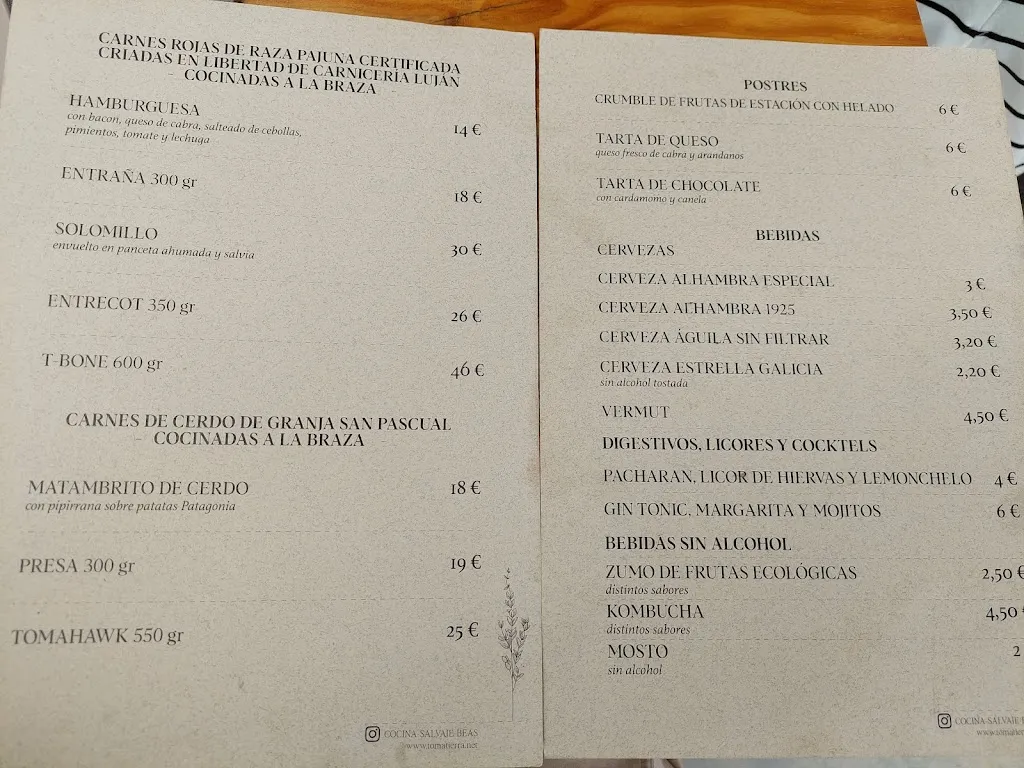 CARNES ROJAS DE RAZA PAJUNA CERTIFICADA
CRIADAS EN LIBERTAD DE CARNICERÍA LUJÁN
- COCINADAS A LA BRAZA -
HAMBURGUESA 14 €
con bacon, queso de cabra, salteado de cebollas,
pimientos, tomate y lechuga
ENTRAÑA 300 gr 18 €
SOLOMILLO 30 €
envuelto en panceta ahumada y salvia
ENTRECOT 350 gr 26 €
T-BONE 600 gr 46 €
CARNES DE CERDO DE GRANJA SAN PASCUAL
- COCINADAS A LA BRAZA -
MATAMBRITO DE CERDO 18 €
con pipirrana sobre patatas Patagonia
PRESA 300 gr 19 €
TOMAHAWK 550 gr 25 €
COCINA SALVAJE BEAS
www.tomatierra.net
POSTRES
CRUMBLE DE FRUTAS DE ESTACIÓN CON HELADO 6 €
TARTA DE QUESO 6 €
queso fresco de cabra y arandanos
TARTA DE CHOCOLATE 6 €
con cardamomo y canela
BEBIDAS
CERVEZAS
CERVEZA ALHAMBRA ESPECIAL 3 €
CERVEZA ALHAMBRA 1925 3,50 €
CERVEZA ÁGUILA SIN FILTRAR 3,20 €
CERVEZA ESTRELLA GALICIA 2,20 €
sin alcohol tostada
VERMUT 4,50 €
DIGESTIVOS, LICORES Y COCKTELS
PACHARAN, LICOR DE HIERVAS Y LEMONCHELO 4 €
GIN TONIC, MARGARITA Y MOJITOS 6 €
BEBIDAS SIN ALCOHOL
ZUMO DE FRUTAS ECOLÓGICAS 2,50 €
distintos sabores
KOMBUCHA 4,50
distintos sabores
MOSTO 2
sin alcohol
COCINA SALVAJE BEAS